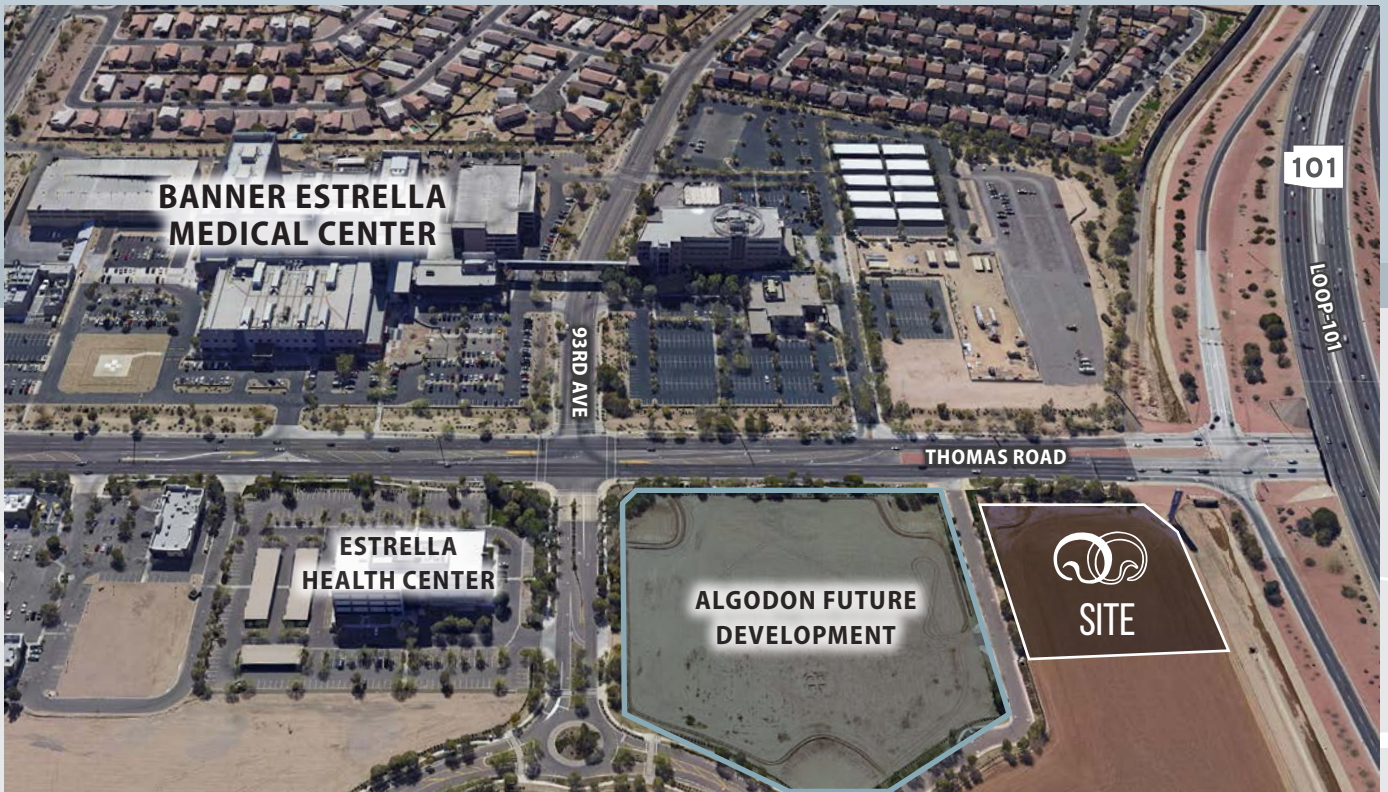 101
BANNER ESTRELLA
MEDICAL CENTER
LOOP-101
93RD AVE
THOMAS ROAD
ESTRELLA
HEALTH CENTER
ALGODON FUTURE
DEVELOPMENT
SITE